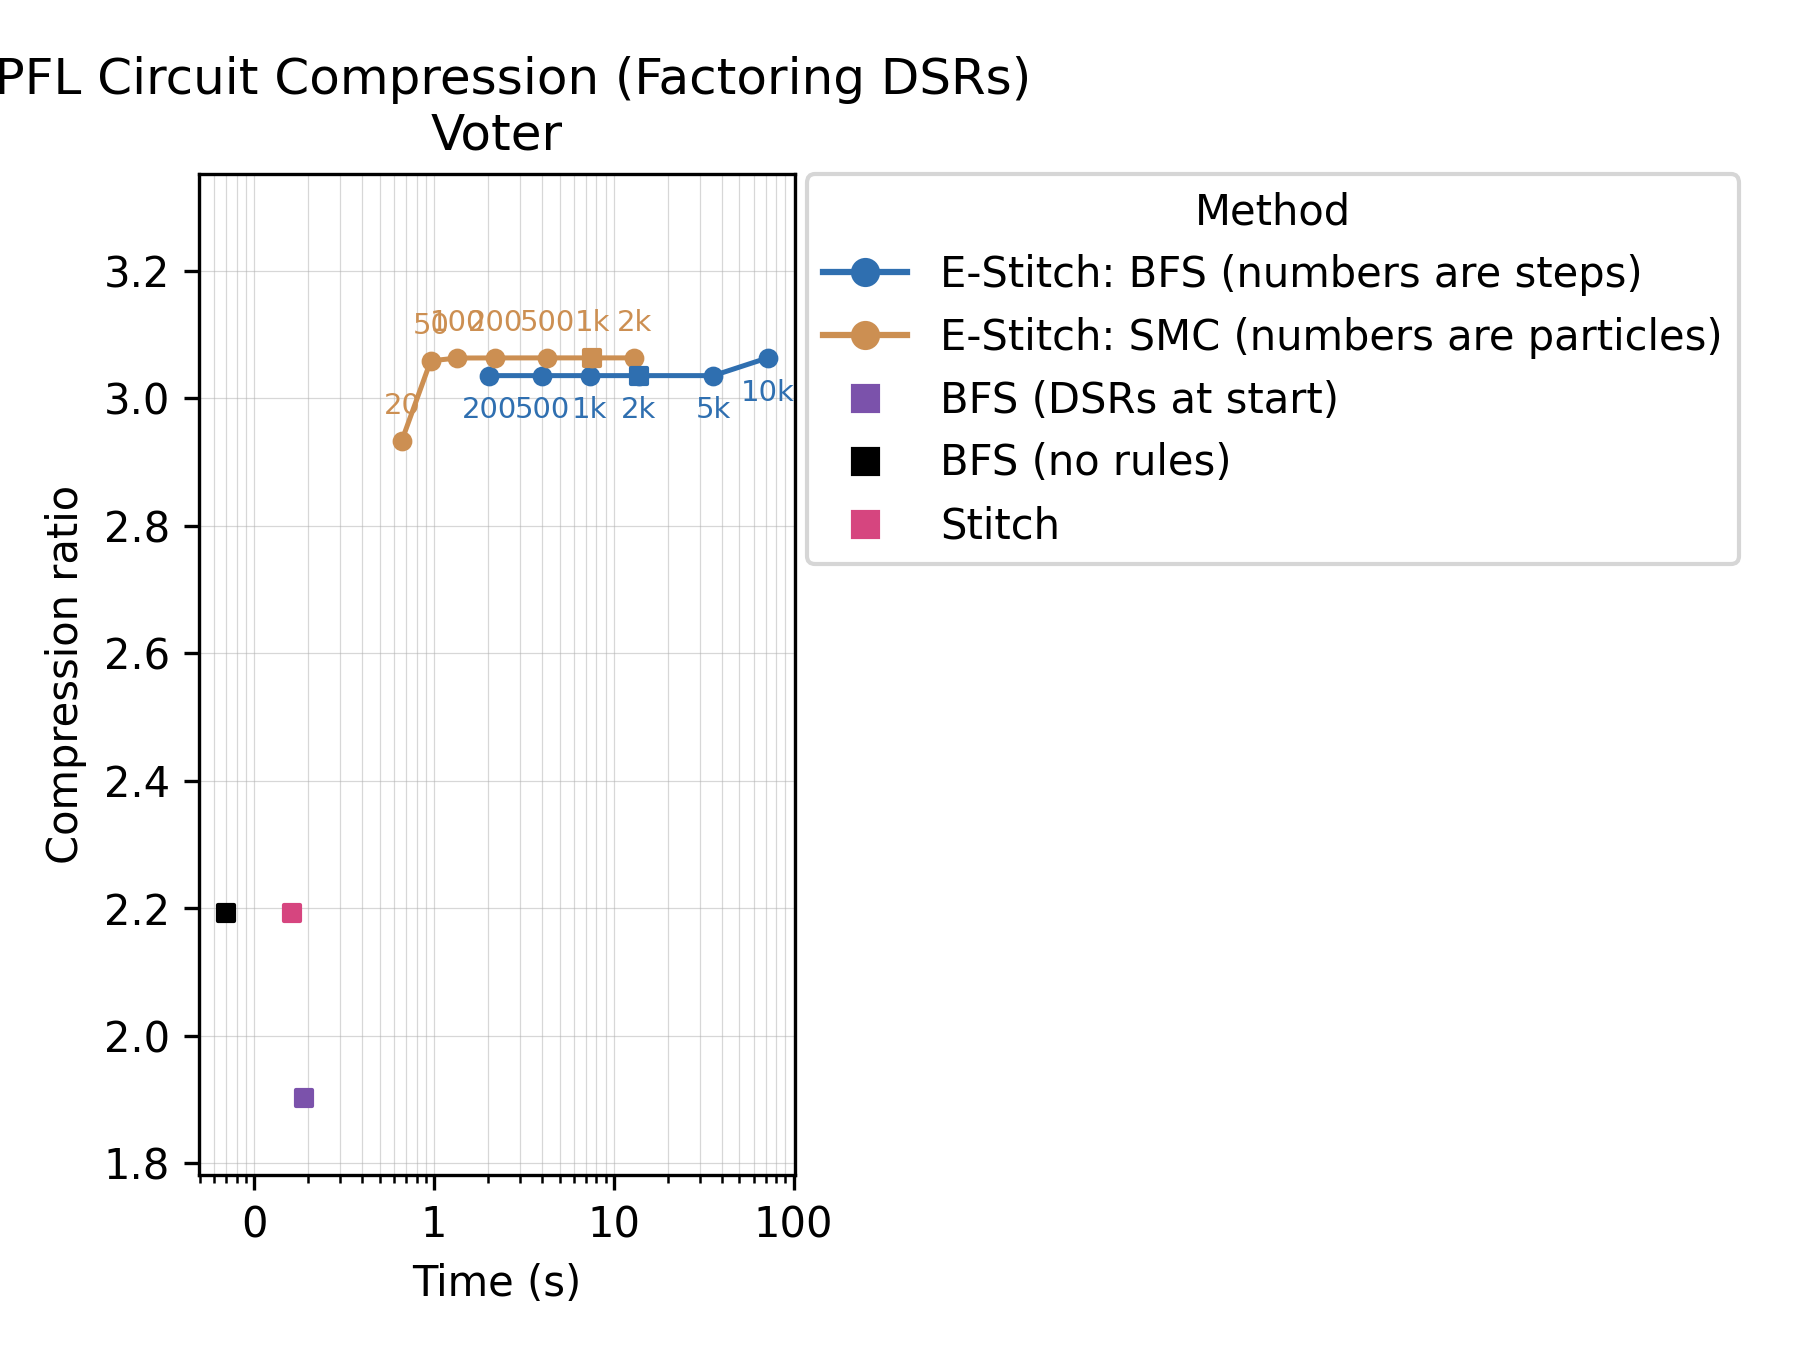 PFL Circuit Compression (Factoring DSRs)
Voter
Method
E-Stitch: BFS (numbers are steps)
E-Stitch: SMC (numbers are particles)
BFS (DSRs at start)
BFS (no rules)
Stitch
Compression ratio
3.2
3.0
2.8
2.6
2.4
2.2
2.0
1.8
20
50
100
200
500
1k
2k
200
500
1k
2k
5k
10k
0
1
10
100
Time (s)